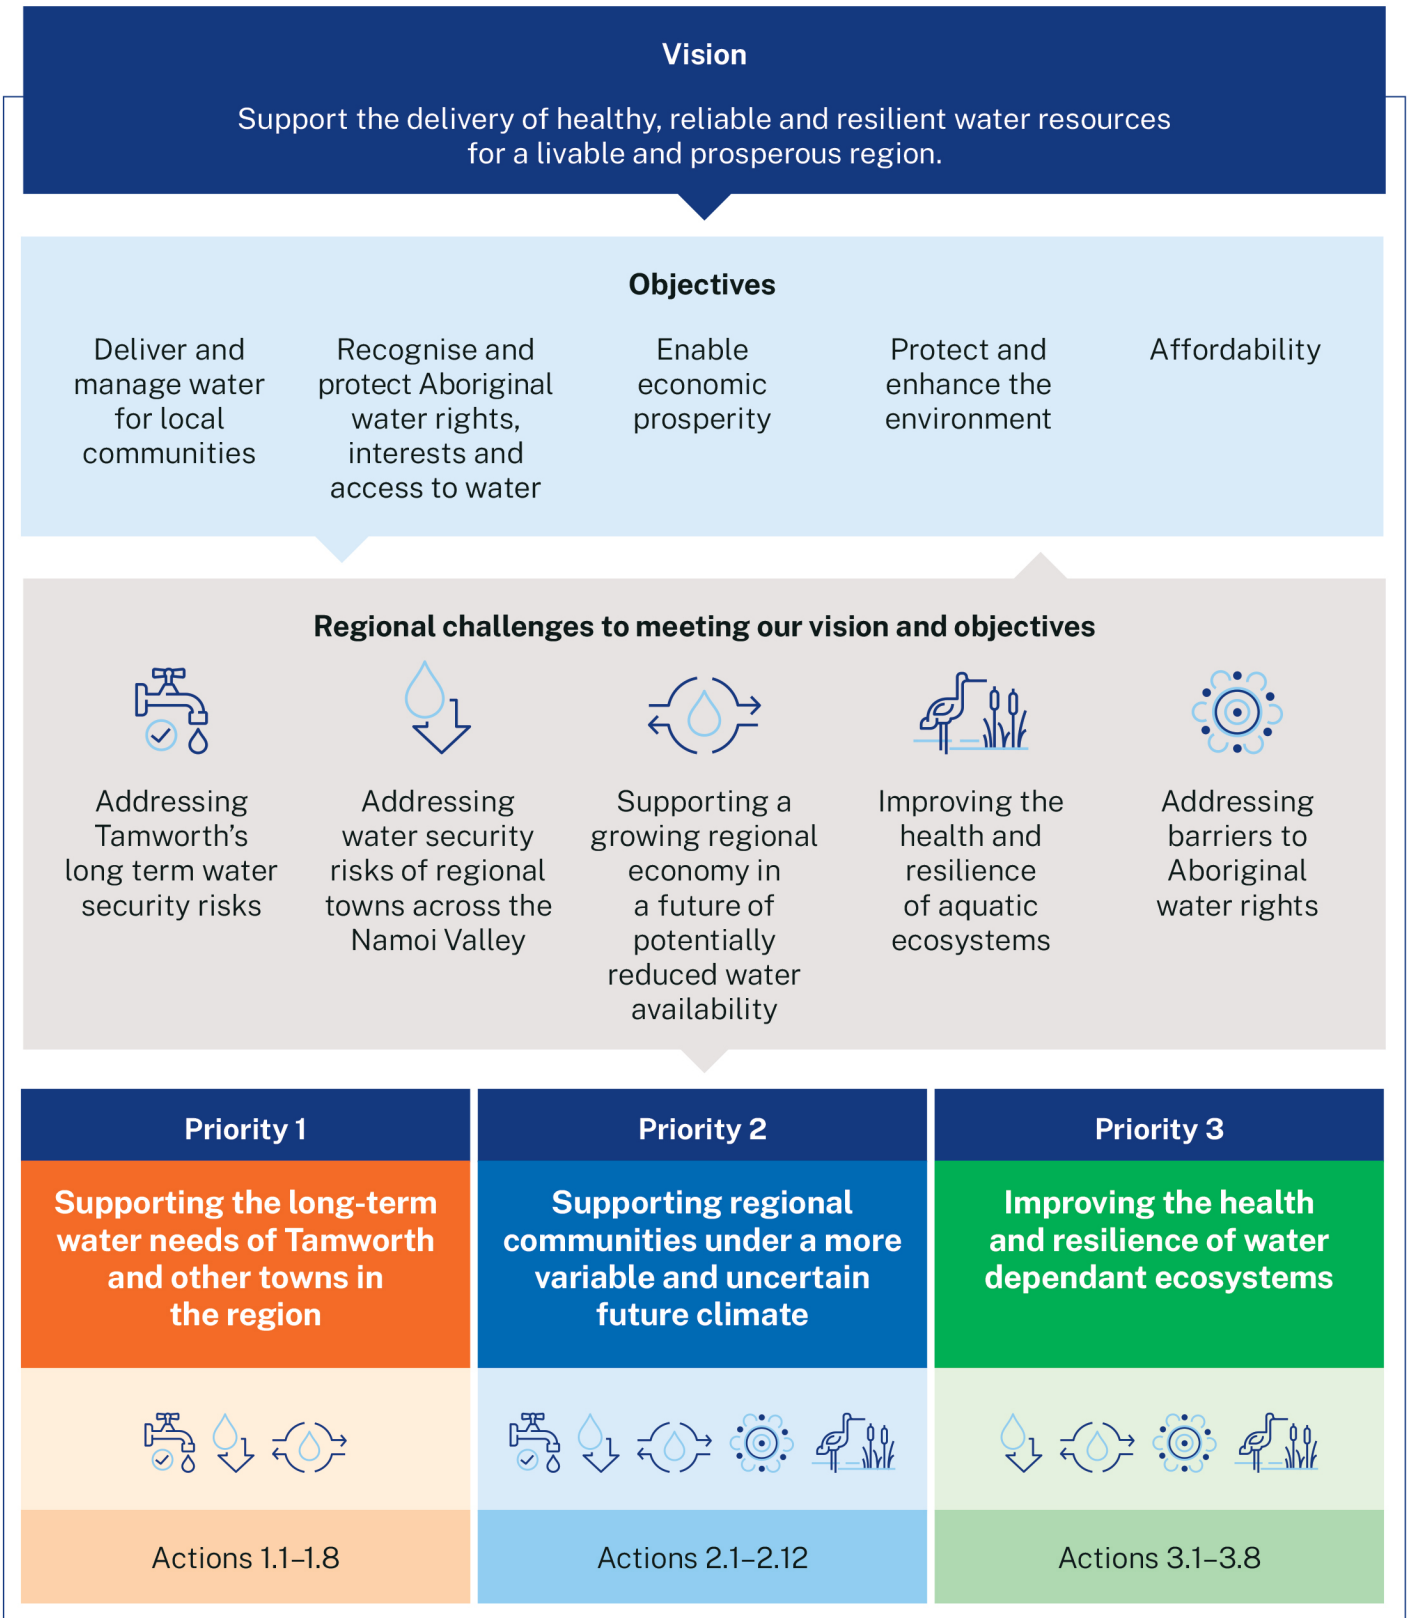 Vision
Support the delivery of healthy, reliable and resilient water resources
for a livable and prosperous region.
Objectives
Deliver and
manage water
for local
communities
Recognise and
protect Aboriginal
water rights,
interests and
access to water
Enable
economic
prosperity
Protect and
enhance the
environment
Affordability
Regional challenges to meeting our vision and objectives
Addressing
Tamworth’s
long term water
security risks
Addressing
water security
risks of regional
towns across the
Namoi Valley
Supporting a
growing regional
economy in
a future of
potentially
reduced water
availability
Improving the
health and
resilience
of aquatic
ecosystems
Addressing
barriers to
Aboriginal
water rights
Priority 1
Supporting the long-term
water needs of Tamworth
and other towns in
the region
Actions 1.1–1.8
Priority 2
Supporting regional
communities under a more
variable and uncertain
future climate
Actions 2.1–2.12
Priority 3
Improving the health
and resilience of water
dependant ecosystems
Actions 3.1–3.8